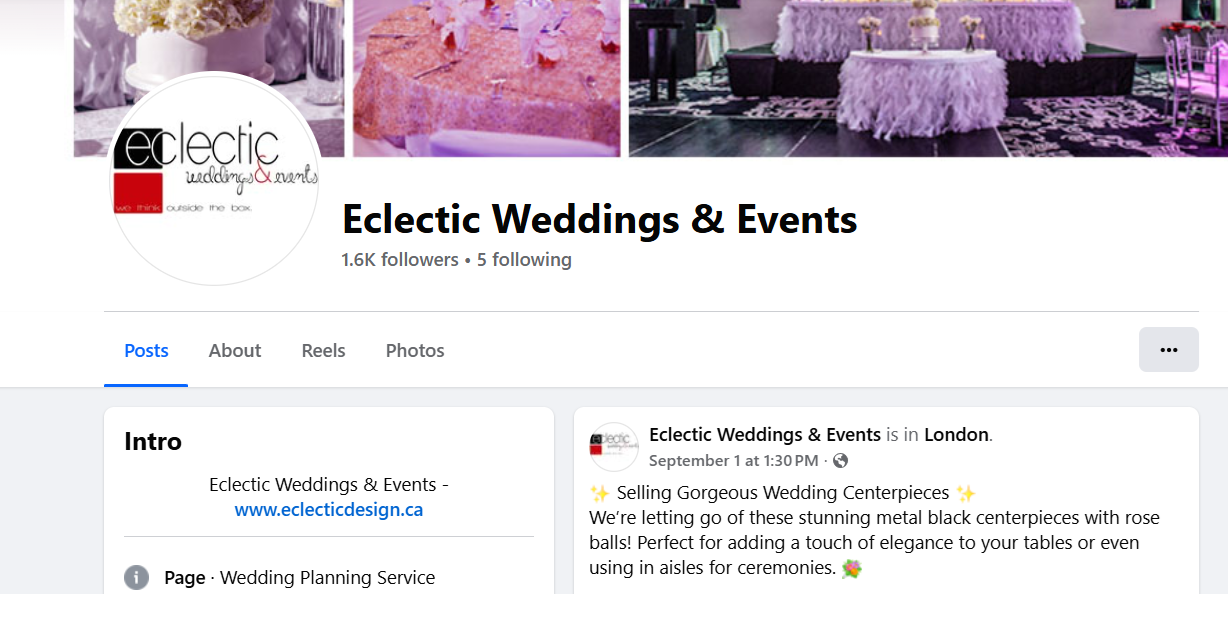 eclectic
weddings & events
we think outside the box.
Eclectic Weddings & Events
1.6K followers • 5 following
Posts
About
Reels
Photos
Intro
Eclectic Weddings & Events -
www.eclecticdesign.ca
Page · Wedding Planning Service
eclectic
Eclectic Weddings & Events is in London.
September 1 at 1:30 PM ·
✨ Selling Gorgeous Wedding Centerpieces ✨
We’re letting go of these stunning metal black centerpieces with rose
balls! Perfect for adding a touch of elegance to your tables or even
using in aisles for ceremonies. 💐